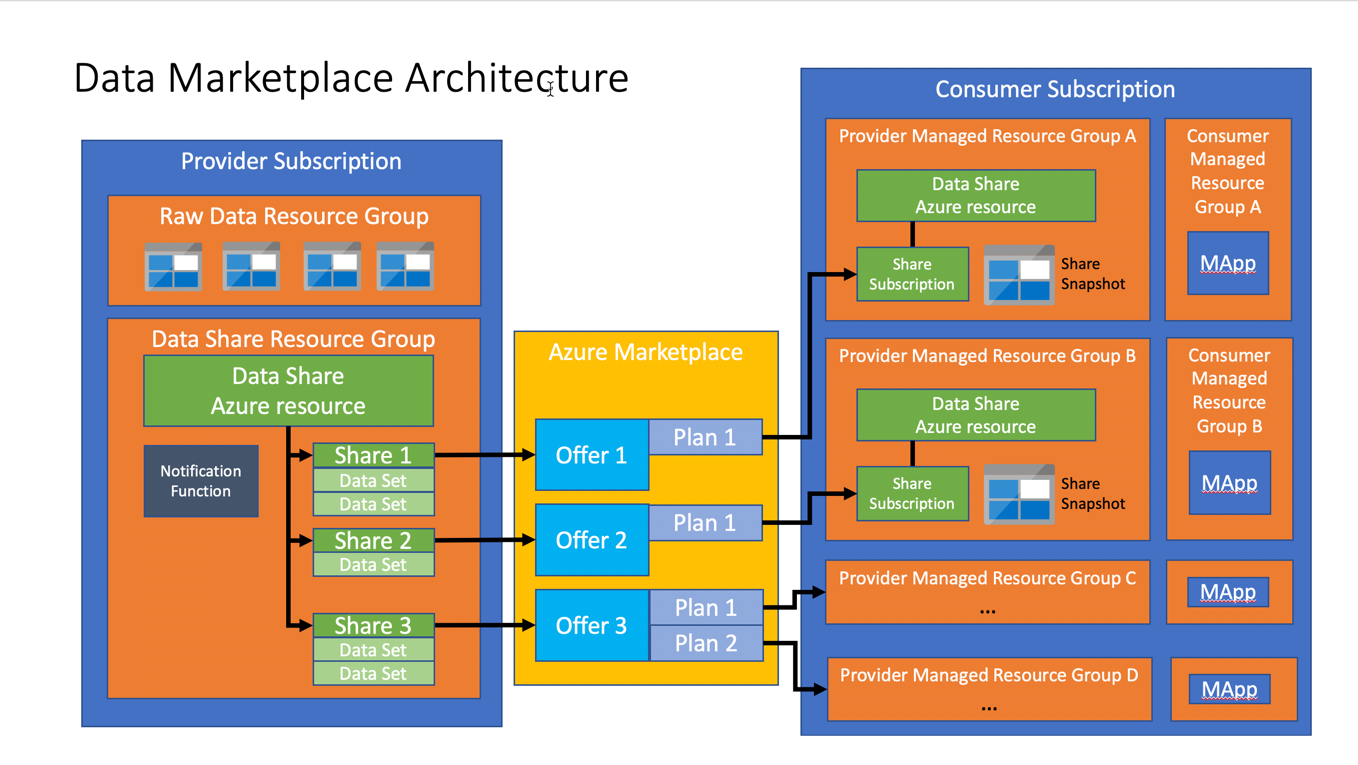 Data Marketplace Architecture
Provider Subscription
Raw Data Resource Group
Data Share Resource Group
Data Share
Azure resource
Notification
Function
Share 1
Data Set
Data Set
Share 2
Data Set
Share 3
Data Set
Data Set
Azure Marketplace
Offer 1
Plan 1
Offer 2
Plan 1
Offer 3
Plan 1
Plan 2
Consumer Subscription
Provider Managed Resource Group A
Data Share
Azure resource
Share
Subscription
Share
Snapshot
Consumer
Managed
Resource
Group A
MApp
Provider Managed Resource Group B
Data Share
Azure resource
Share
Subscription
Share
Snapshot
Consumer
Managed
Resource
Group B
MApp
Provider Managed Resource Group C
...
MApp
Provider Managed Resource Group D
...
MApp